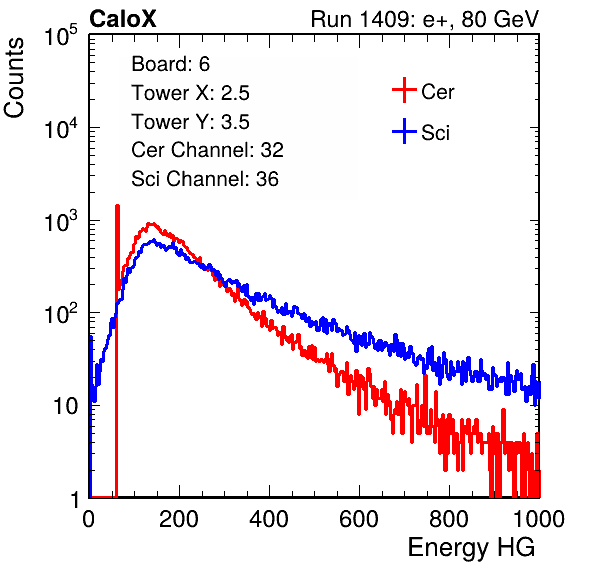 CaloX Run 1409: e+, 80 GeV
Counts
Board: 6
Tower X: 2.5
Tower Y: 3.5
Cer Channel: 32
Sci Channel: 36
Cer
Sci
10^5
10^4
10^3
10^2
10
1
0 200 400 600 800 1000
Energy HG